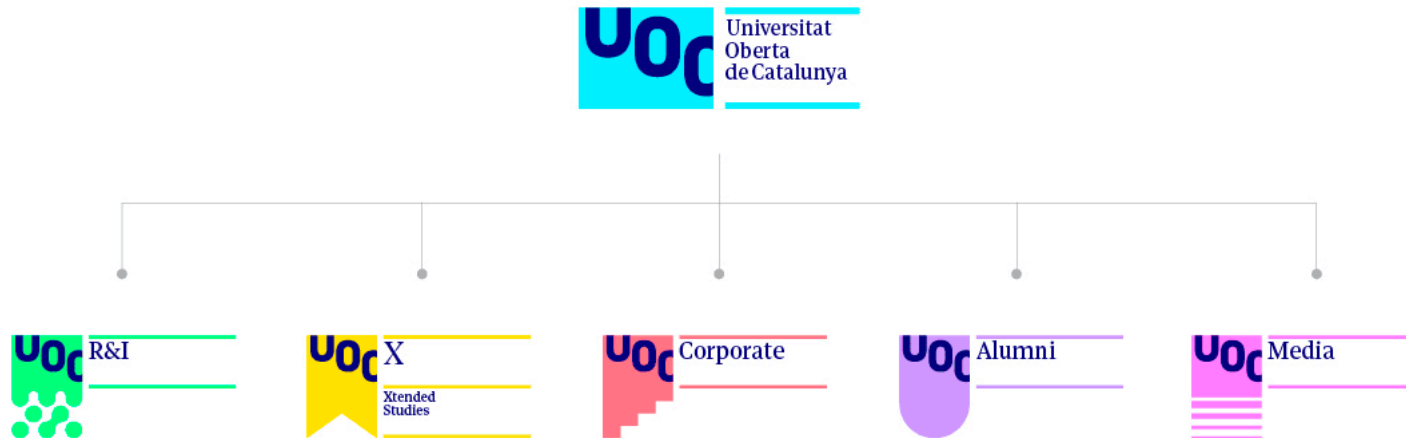 UOC
Universitat
Oberta
de Catalunya
UOC
R&I
UOC
X
Xtended
Studies
UOC
Corporate
UOC
Alumni
UOC
Media